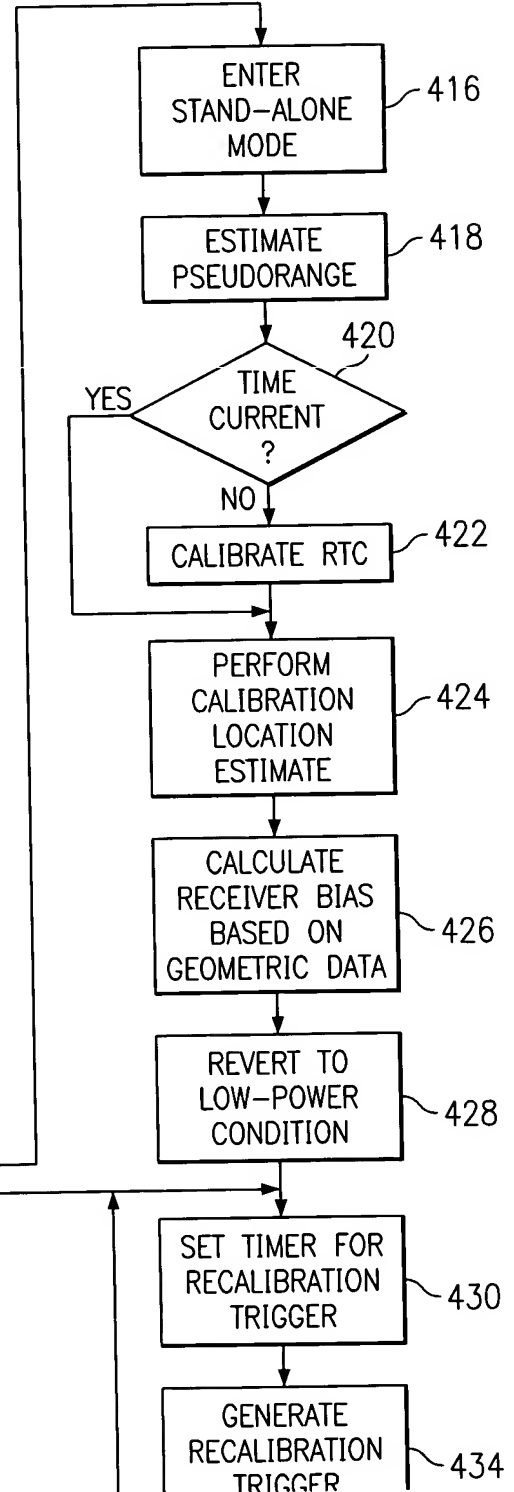 ENTER
STAND-ALONE
MODE
416
ESTIMATE
PSEUDORANGE
418
420
TIME
CURRENT
?
YES
NO
CALIBRATE RTC
422
PERFORM
CALIBRATION
LOCATION
ESTIMATE
424
CALCULATE
RECEIVER BIAS
BASED ON
GEOMETRIC DATA
426
REVERT TO
LOW-POWER
CONDITION
428
SET TIMER FOR
RECALIBRATION
TRIGGER
430
GENERATE
RECALIBRATION
TRIGGER
434